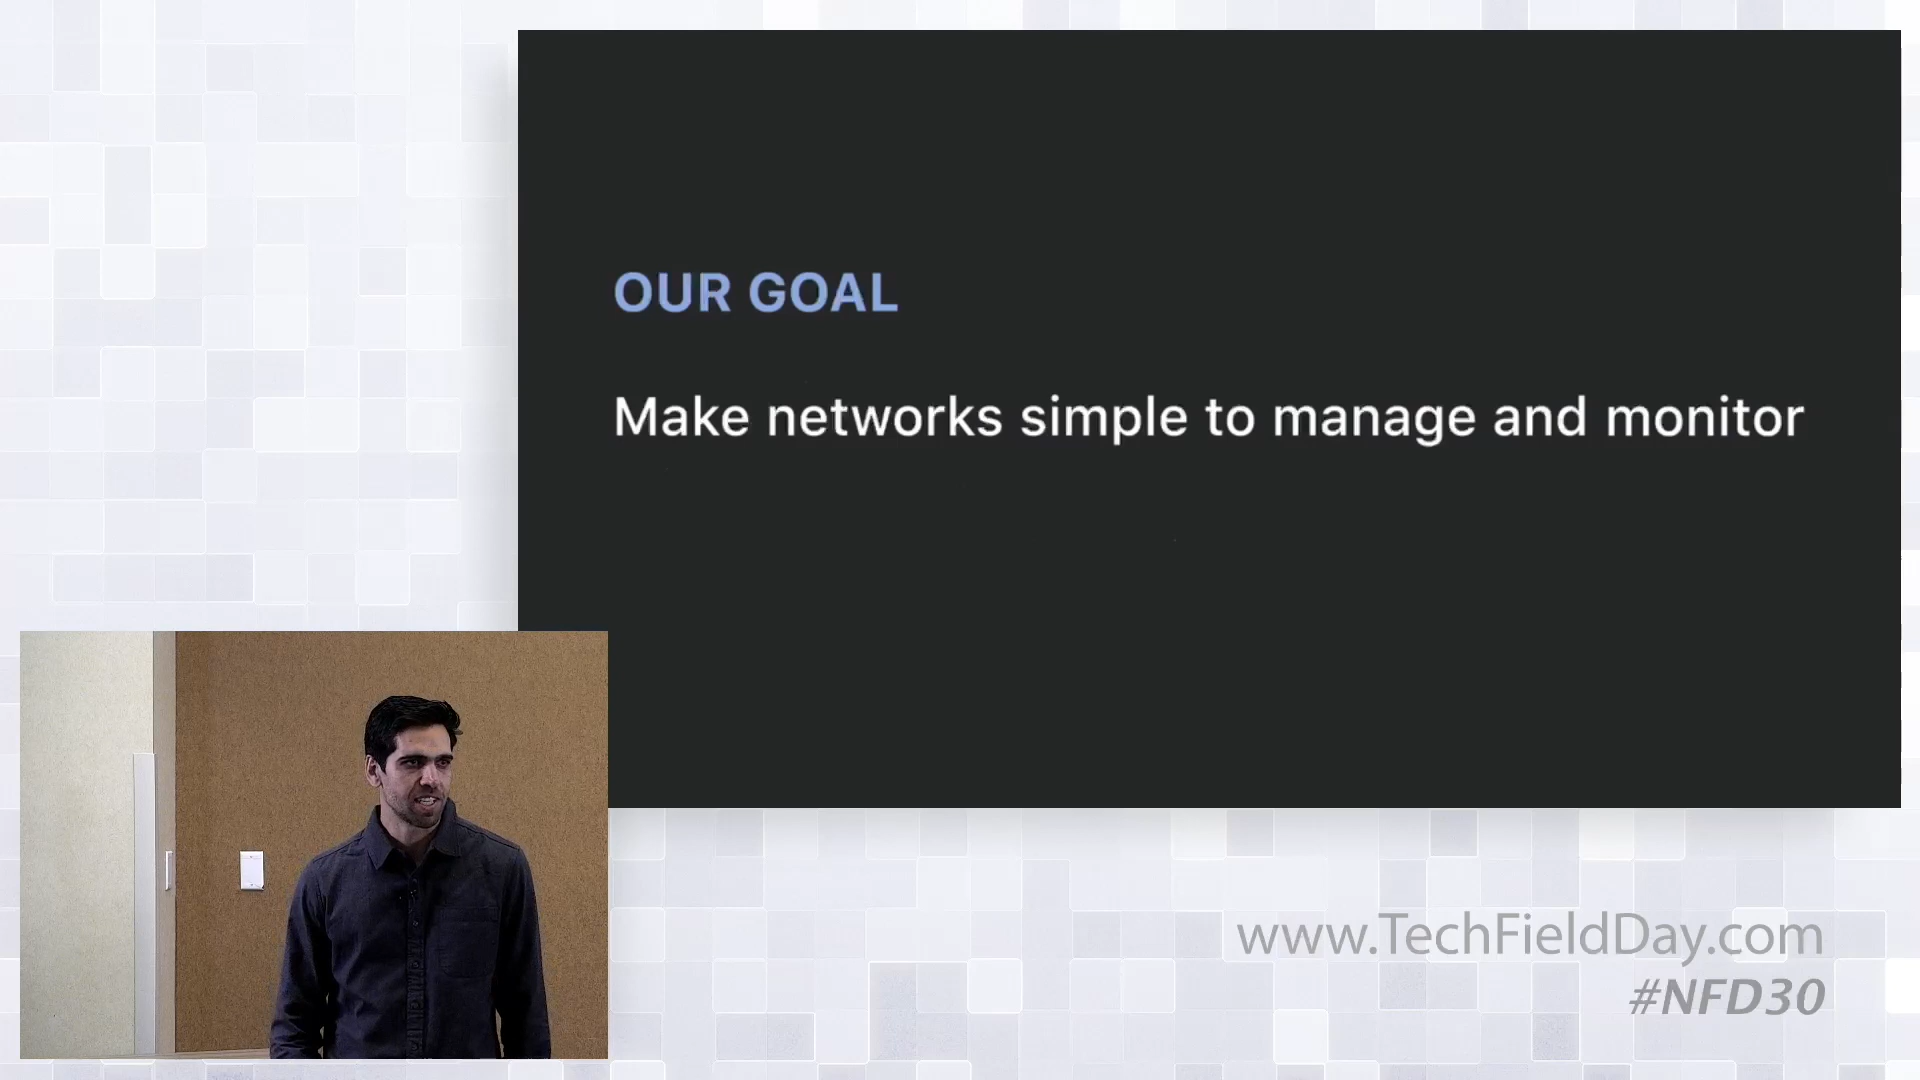 OUR GOAL
Make networks simple to manage and monitor
www.TechFieldDay.com
#NFD30